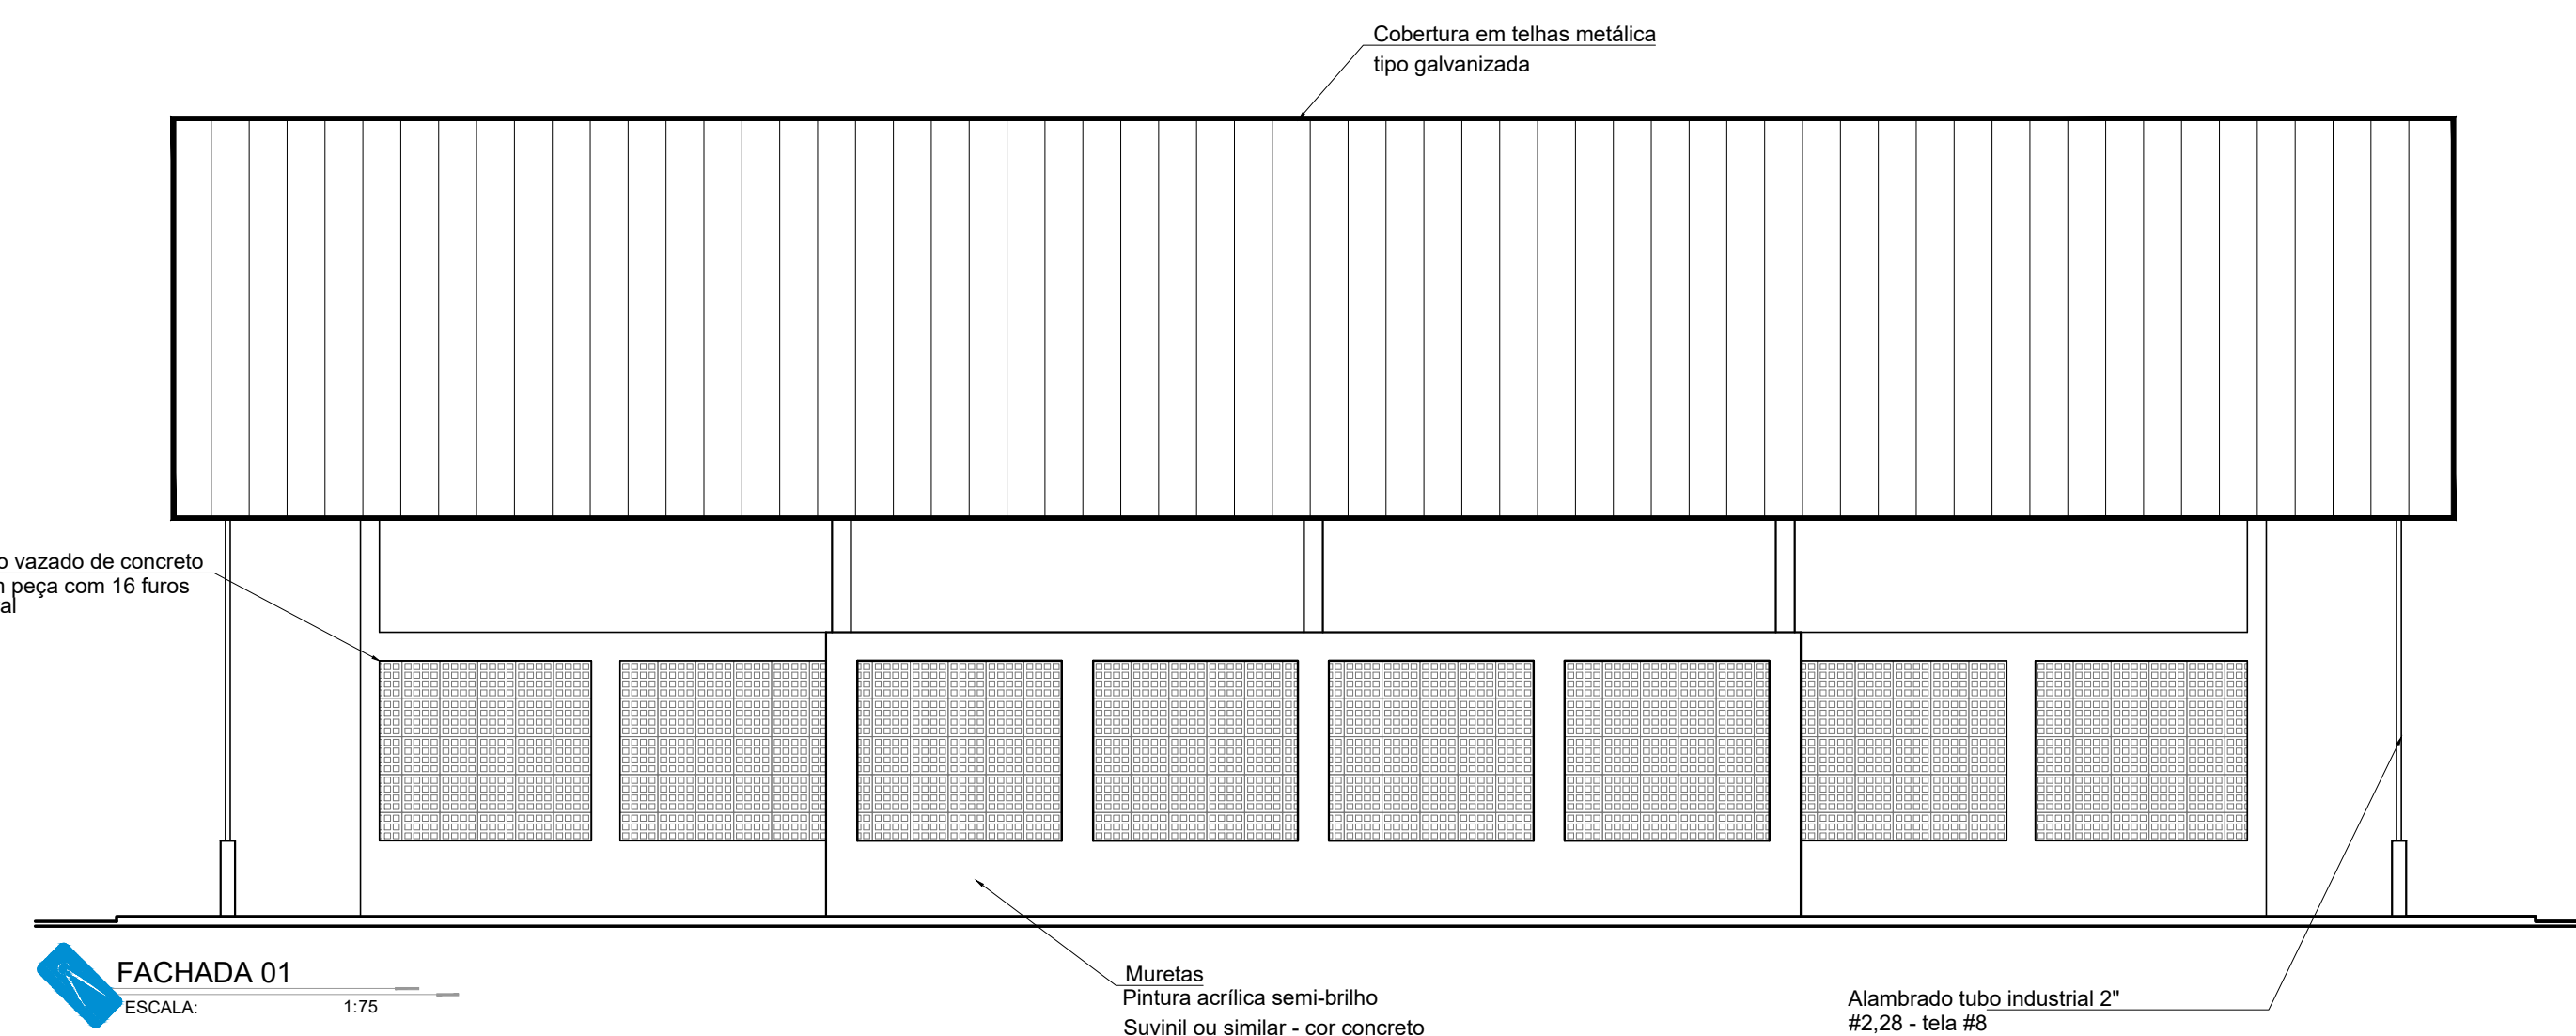 Cobertura em telhas metálica
tipo galvanizada
vazado de concreto
peça com 16 furos
FACHADA 01
ESCALA: 1:75
Muretas
Pintura acrílica semi-brilho
Suvinil ou similar - cor concreto
Alambrado tubo industrial 2"
#2,28 - tela #8